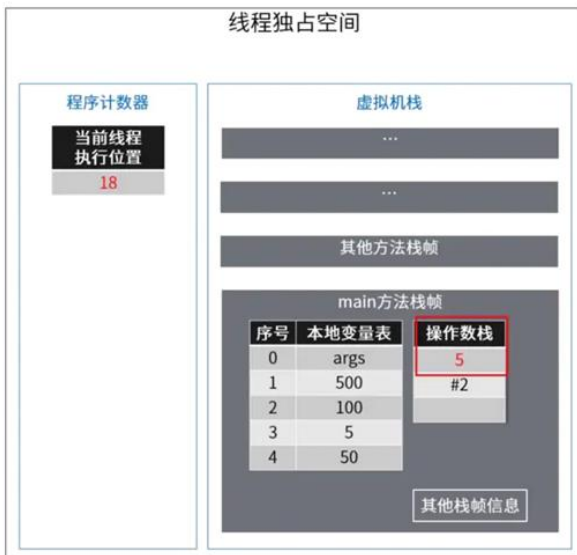 线程独占空间
程序计数器
当前线程
执行位置
18
虚拟机栈
...
...
其他方法栈帧
main方法栈帧
序号 本地变量表 操作数栈
0 args 5
1 500 #2
2 100
3 5
4 50
其他栈帧信息